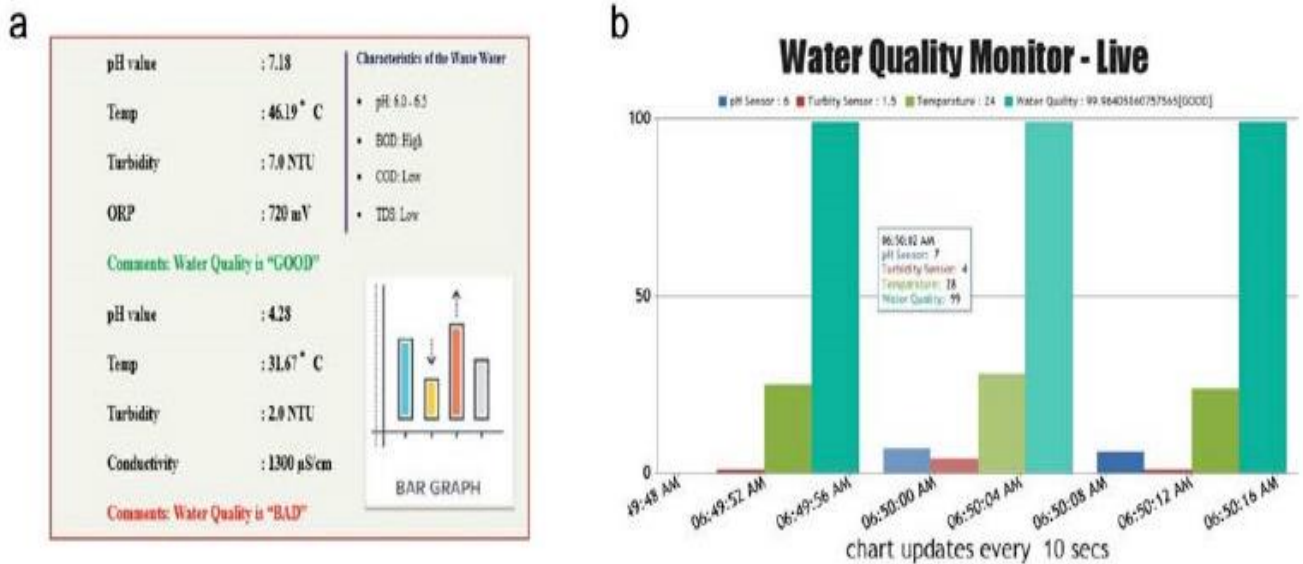 a
pH value : 7.18
Temp : 46.19° C
Turbidity : 7.0 NTU
ORP : 720 mV
Comments: Water Quality is “GOOD”
pH value : 4.28
Temp : 31.67° C
Turbidity : 2.0 NTU
Conductivity : 1300 µS/cm
Comments: Water Quality is “BAD”
Characteristics of the Waste Water
• pH: 6.0 - 6.5
• BOD: High
• COD: Low
• TDS: Low
BAR GRAPH
b
Water Quality Monitor - Live
pH Sensor : 6 Turbity Sensor : 1.5 Temperature : 24 Water Quality : 99.96405860757565[GOOD]
100
50
0
06:50:02 AM
pH Sensor: 7
Turbidity Sensor: 4
Temperature: 28
Water Quality: 99
49:48 AM 06:49:52 AM 06:49:56 AM 06:50:00 AM 06:50:04 AM 06:50:08 AM 06:50:12 AM 06:50:16 AM
chart updates every 10 secs